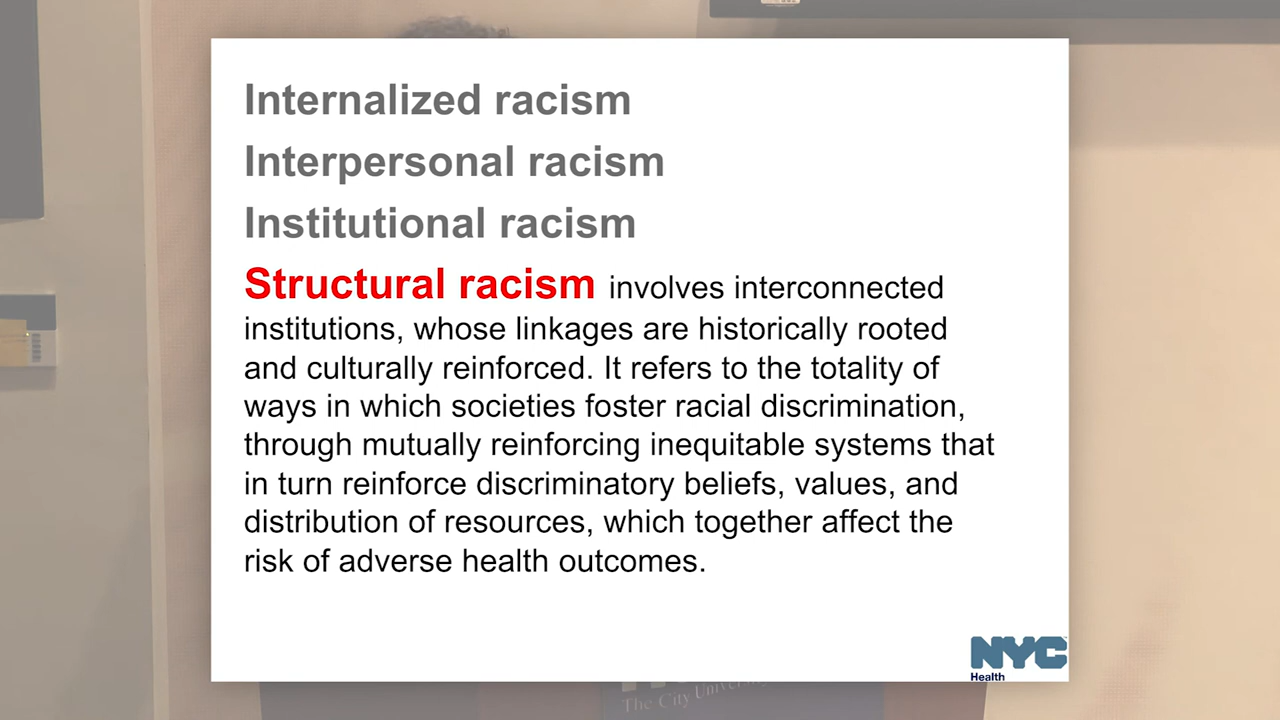 Internalized racism
Interpersonal racism
Institutional racism
Structural racism involves interconnected
institutions, whose linkages are historically rooted
and culturally reinforced. It refers to the totality of
ways in which societies foster racial discrimination,
through mutually reinforcing inequitable systems that
in turn reinforce discriminatory beliefs, values, and
distribution of resources, which together affect the
risk of adverse health outcomes.
NYC
Health
The City